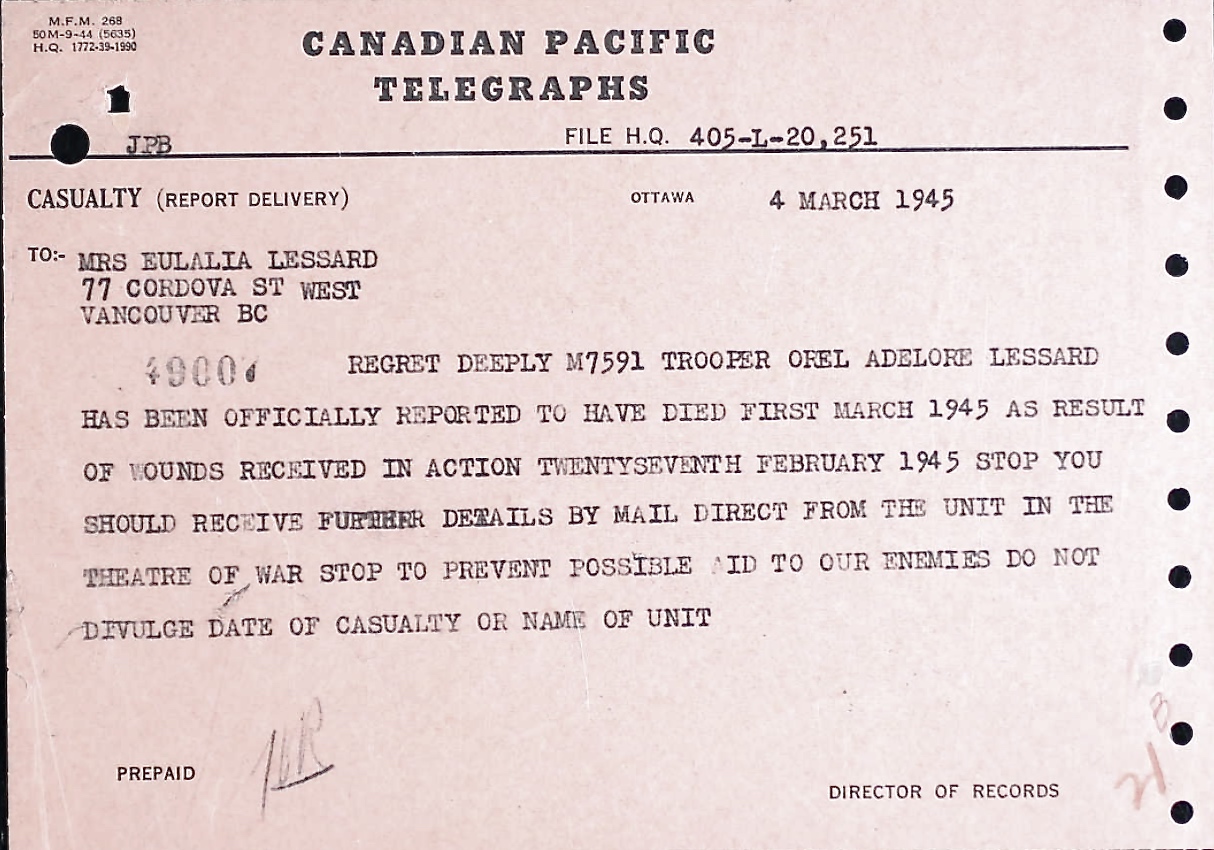 M.F.M. 268
50M-9-44 (5635)
H.Q. 1772-39-1990
CANADIAN PACIFIC
TELEGRAPHS
JPB
FILE H.Q. 405-L-20,251
CASUALTY (REPORT DELIVERY) OTTAWA 4 MARCH 1945
TO:- MRS EULALIA LESSARD
77 CORDOVA ST WEST
VANCOUVER BC
REGRET DEEPLY M7591 TROOPER OREL ADELORE LESSARD
HAS BEEN OFFICIALLY REPORTED TO HAVE DIED FIRST MARCH 1945 AS RESULT
OF WOUNDS RECEIVED IN ACTION TWENTYSEVENTH FEBRUARY 1945 STOP YOU
SHOULD RECEIVE FURTHER DETAILS BY MAIL DIRECT FROM THE UNIT IN THE
THEATRE OF WAR STOP TO PREVENT POSSIBLE AID TO OUR ENEMIES DO NOT
DIVULGE DATE OF CASUALTY OR NAME OF UNIT
PREPAID
DIRECTOR OF RECORDS